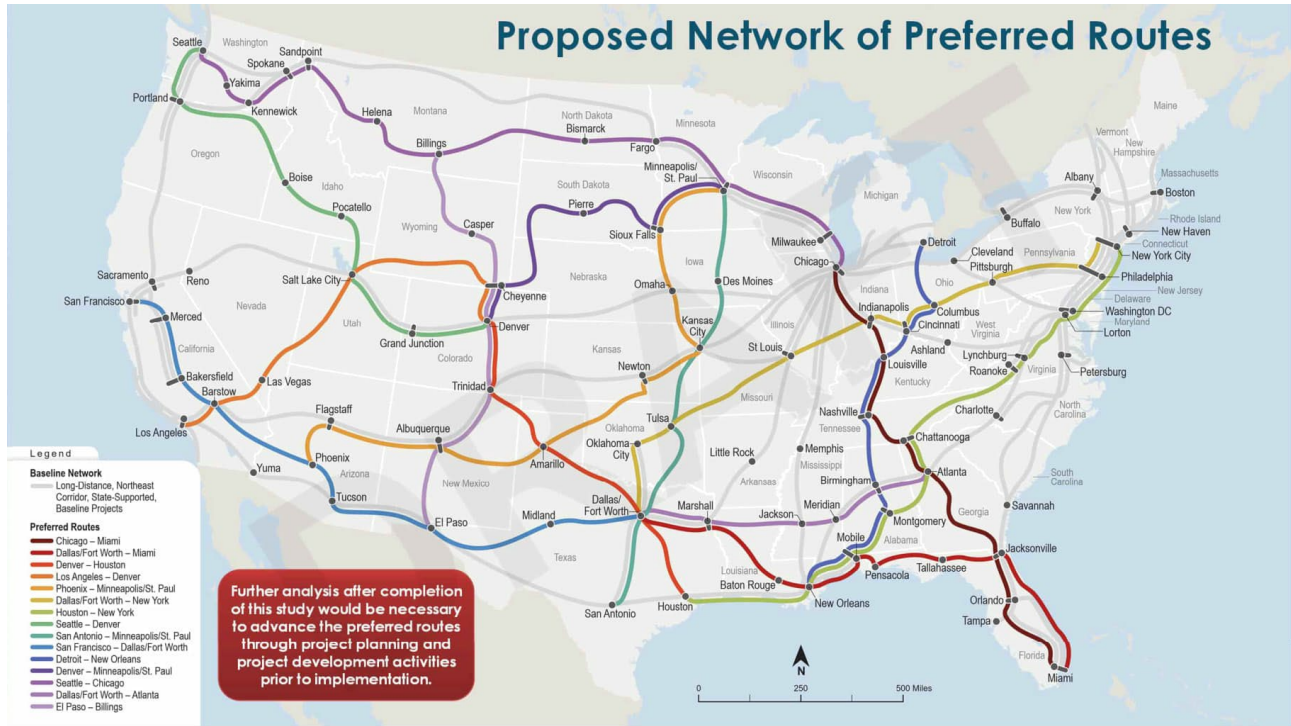 Proposed Network of Preferred Routes
Seattle
Washington
Spokane
Sandpoint
Yakima
Kennewick
Portland
Helena
Montana
Billings
North Dakota
Bismarck
Fargo
Minnesota
Minneapolis/
St. Paul
Wisconsin
Michigan
Maine
Vermont
New
Hampshire
Massachusetts
Albany
Boston
New York
Buffalo
Rhode Island
New Haven
Connecticut
New York City
Oregon
Boise
Idaho
Pocatello
Wyoming
Casper
South Dakota
Pierre
Sioux Falls
Milwaukee
Chicago
Detroit
Cleveland
Pittsburgh
Pennsylvania
Philadelphia
New Jersey
Delaware
Washington DC
Maryland
Lorton
Sacramento
Reno
San Francisco
Merced
Nevada
Salt Lake City
Utah
Cheyenne
Nebraska
Iowa
Omaha
Des Moines
Illinois
Indiana
Indianapolis
Ohio
Columbus
Cincinnati
West
Virginia
Ashland
Lynchburg
Roanoke
Virginia
Petersburg
California
Grand Junction
Denver
Colorado
Kansas
Kansas
City
St Louis
Louisville
Kentucky
Bakersfield
Barstow
Las Vegas
Trinidad
Newton
Missouri
Los Angeles
Flagstaff
Albuquerque
Tulsa
Oklahoma
Oklahoma
City
Nashville
Tennessee
Charlotte
North
Carolina
Chattanooga
Phoenix
Arizona
Yuma
Tucson
New Mexico
Amarillo
Little Rock
Arkansas
Memphis
Mississippi
Birmingham
Atlanta
South
Carolina
El Paso
Midland
Dallas/
Fort Worth
Marshall
Jackson
Meridian
Montgomery
Alabama
Georgia
Savannah
Texas
Louisiana
Baton Rouge
Mobile
Pensacola
Tallahassee
Jacksonville
San Antonio
Houston
New Orleans
Orlando
Tampa
Florida
Miami
Legend
Baseline Network
Long-Distance, Northeast
Corridor, State-Supported,
Baseline Projects
Preferred Routes
Chicago – Miami
Dallas/Fort Worth – Miami
Denver – Houston
Los Angeles – Denver
Phoenix – Minneapolis/St. Paul
Dallas/Fort Worth – New York
Houston – New York
Seattle – Denver
San Antonio – Minneapolis/St. Paul
San Francisco – Dallas/Fort Worth
Detroit – New Orleans
Denver – Minneapolis/St. Paul
Seattle – Chicago
Dallas/Fort Worth – Atlanta
El Paso – Billings
Further analysis after completion
of this study would be necessary
to advance the preferred routes
through project planning and
project development activities
prior to implementation.
N
0 250 500 Miles